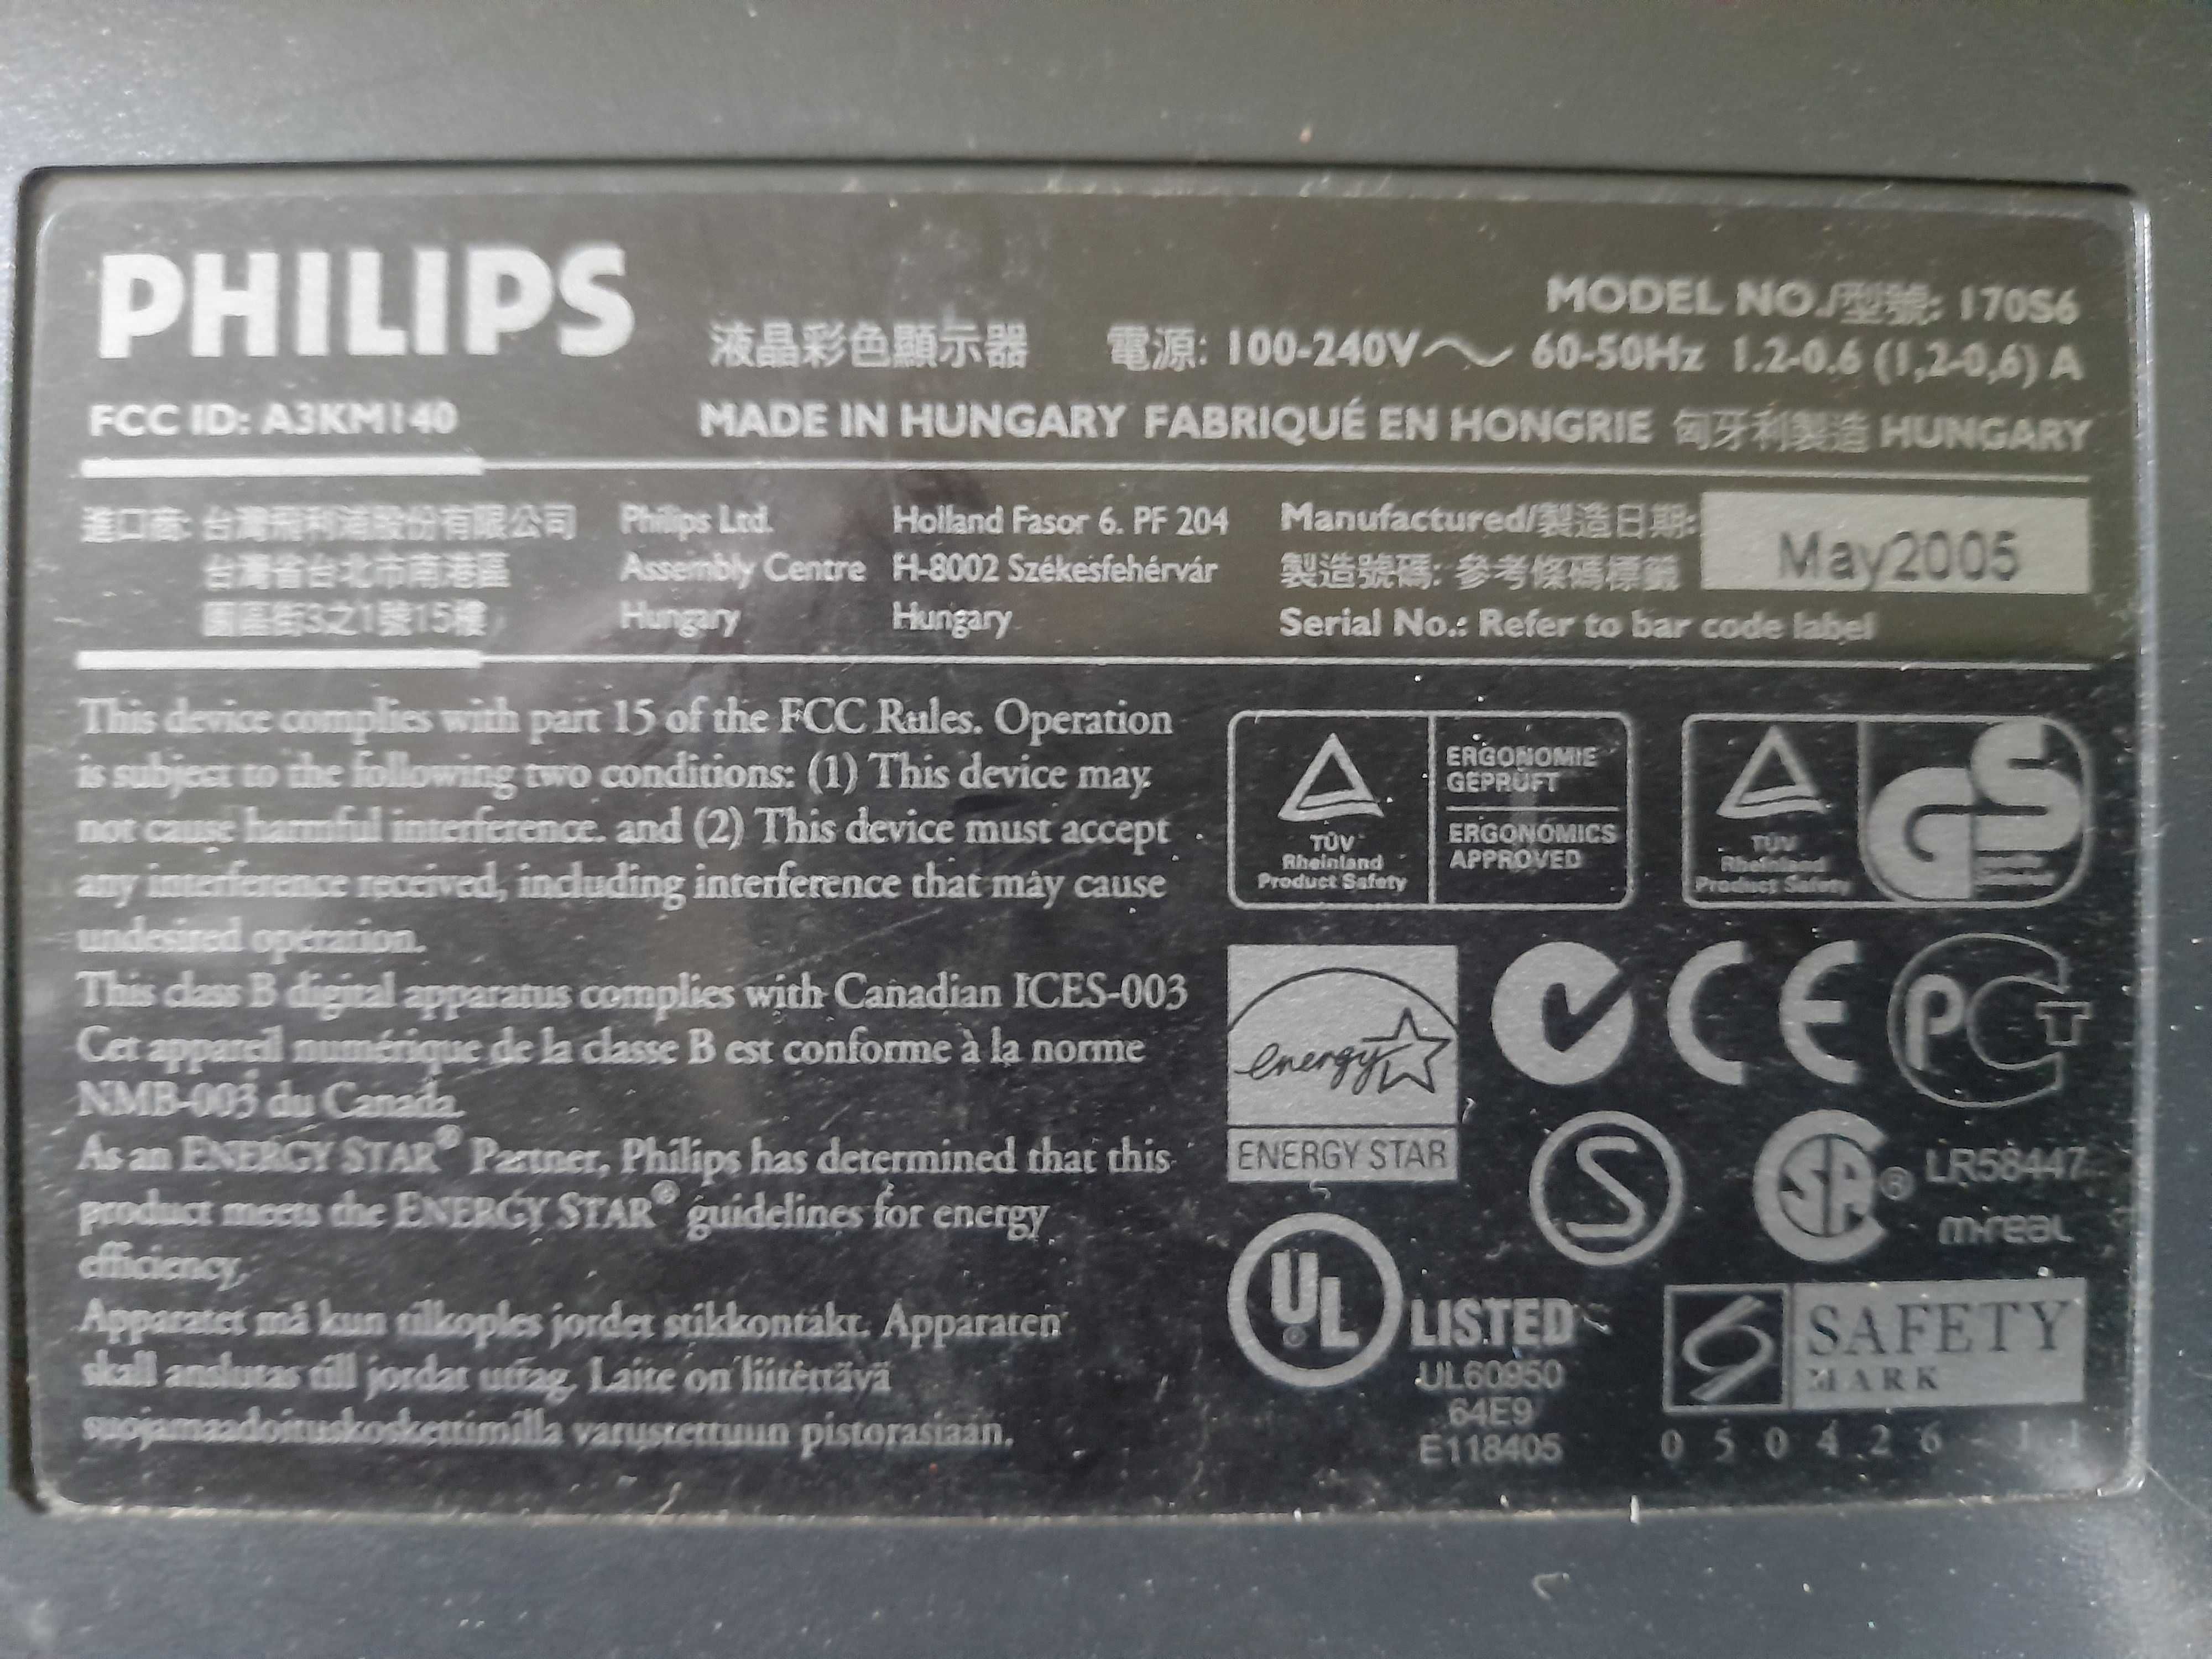 PHILIPS
MODEL NO./型號: 170S6
液晶彩色顯示器 電源: 100-240V 60-50Hz 1.2-0.6 (1,2-0,6) A
FCC ID: A3KM140
MADE IN HUNGARY FABRIQUÉ EN HONGRIE 匈牙利製造 HUNGARY
進口商: 台灣飛利浦股份有限公司
台灣省台北市南港區
園區街3之1號15樓
Philips Ltd.
Assembly Centre
Hungary
Holland Fasor 6. PF 204
H-8002 Székesfehérvár
Hungary
Manufactured/製造日期: May2005
製造號碼: 參考條碼標籤
Serial No.: Refer to bar code label
This device complies with part 15 of the FCC Rules. Operation
is subject to the following two conditions: (1) This device may
not cause harmful interference. and (2) This device must accept
any interference received, including interference that may cause
undesired operation.
This class B digital apparatus complies with Canadian ICES-003
Cet appareil numérique de la classe B est conforme à la norme
NMB-003 du Canada.
As an ENERGY STAR® Partner, Philips has determined that this
product meets the ENERGY STAR® guidelines for energy
efficiency.
Apparatet må kun tilkoples jordet stikkontakt. Apparaten
skall anslutas till jordat uttag. Laite on liitettävä
suojamaadoituskoskettimilla varustettuun pistorasiaan.
TÜV
Rheinland
Product Safety
ERGONOMIE
GEPRÜFT
ERGONOMICS
APPROVED
TÜV
Rheinland
Product Safety
GS
energy
ENERGY STAR
CE
PCT
S
SA® LR58447
m-real
UL® LISTED
UL60950
64E9
E118405
SAFETY
MARK
050426-11